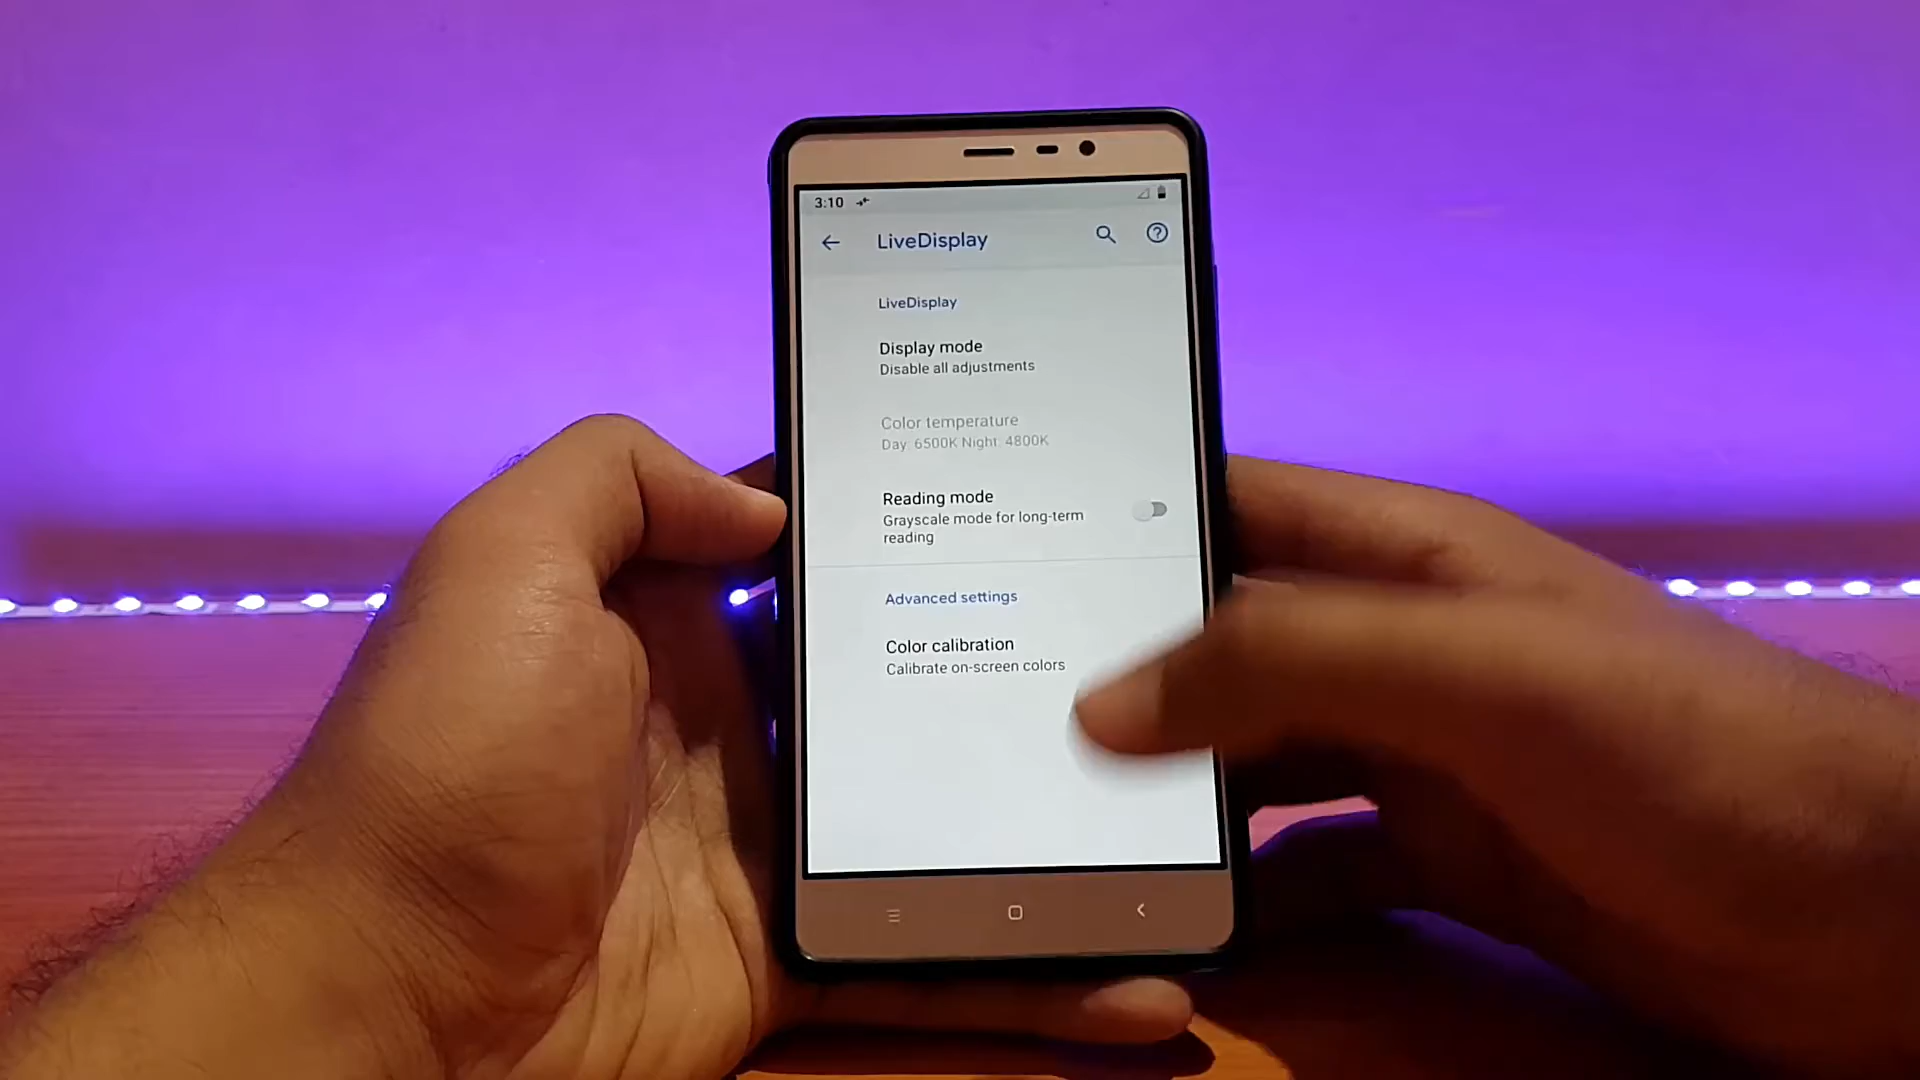 3:10
LiveDisplay
LiveDisplay
Display mode
Disable all adjustments
Color temperature
Day: 6500K Night: 4800K
Reading mode
Grayscale mode for long-term
reading
Advanced settings
Color calibration
Calibrate on-screen colors